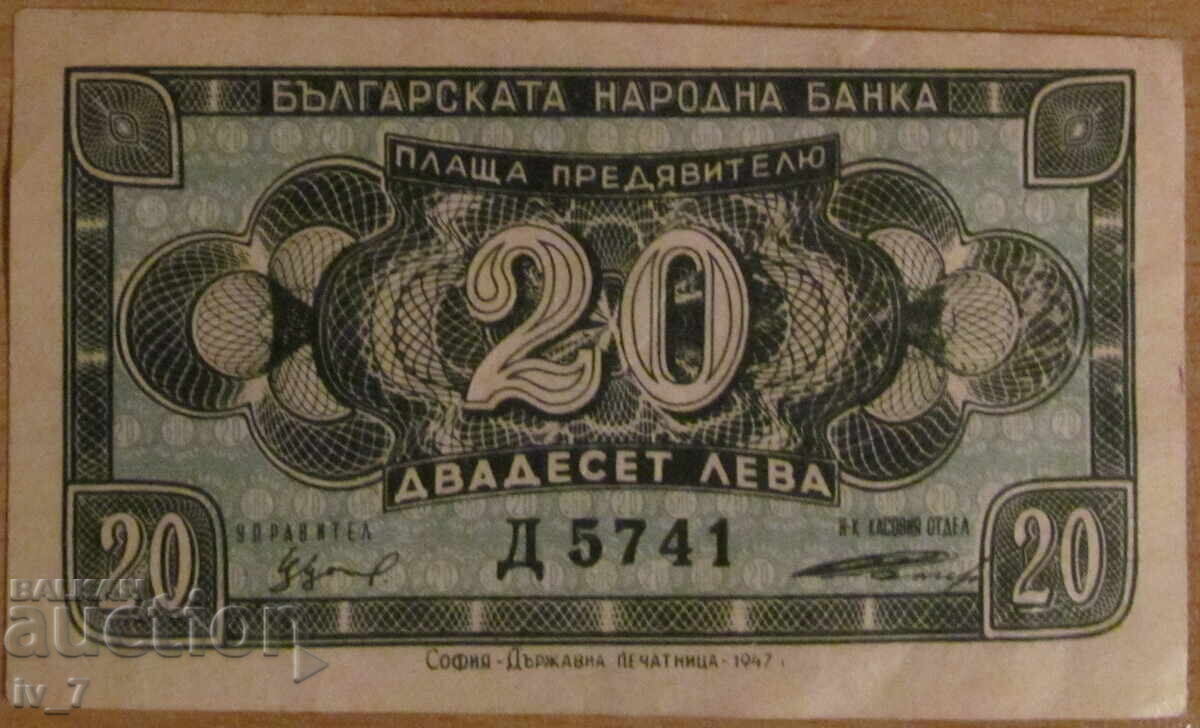 БЪЛГАРСКАТА НАРОДНА БАНКА
ПЛАЩА ПРЕДЯВИТЕЛЮ
20
ДВАДЕСЕТ ЛЕВА
20 20
УПРАВИТЕЛ
Н-К КАСОВИЯ ОТДЕЛ
Д 5741
СОФИЯ - ДЪРЖАВНА ПЕЧАТНИЦА - 1947
BALKAN
auction
iv_7